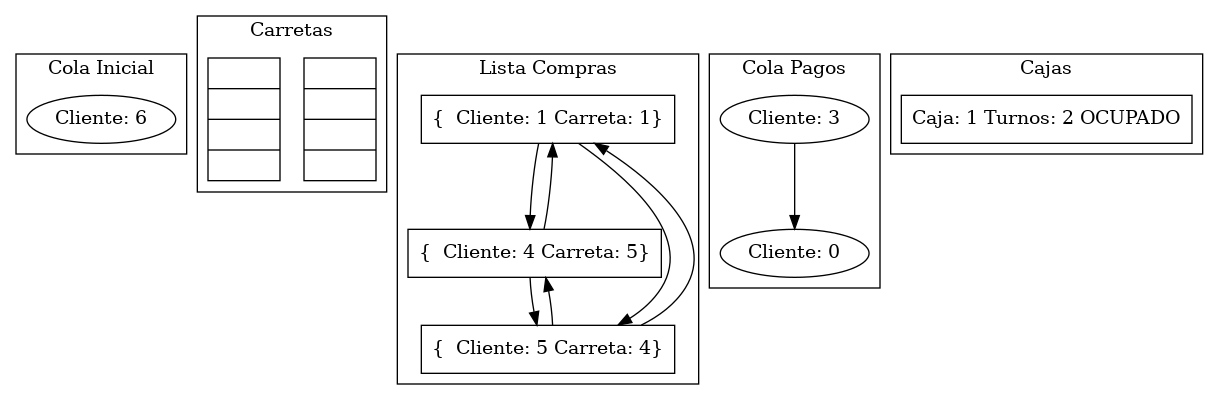 Cola Inicial
Cliente: 6
Carretas
Lista Compras
{  Cliente: 1 Carreta: 1}
{  Cliente: 4 Carreta: 5}
{  Cliente: 5 Carreta: 4}
Cola Pagos
Cliente: 3
Cliente: 0
Cajas
Caja: 1 Turnos: 2 OCUPADO